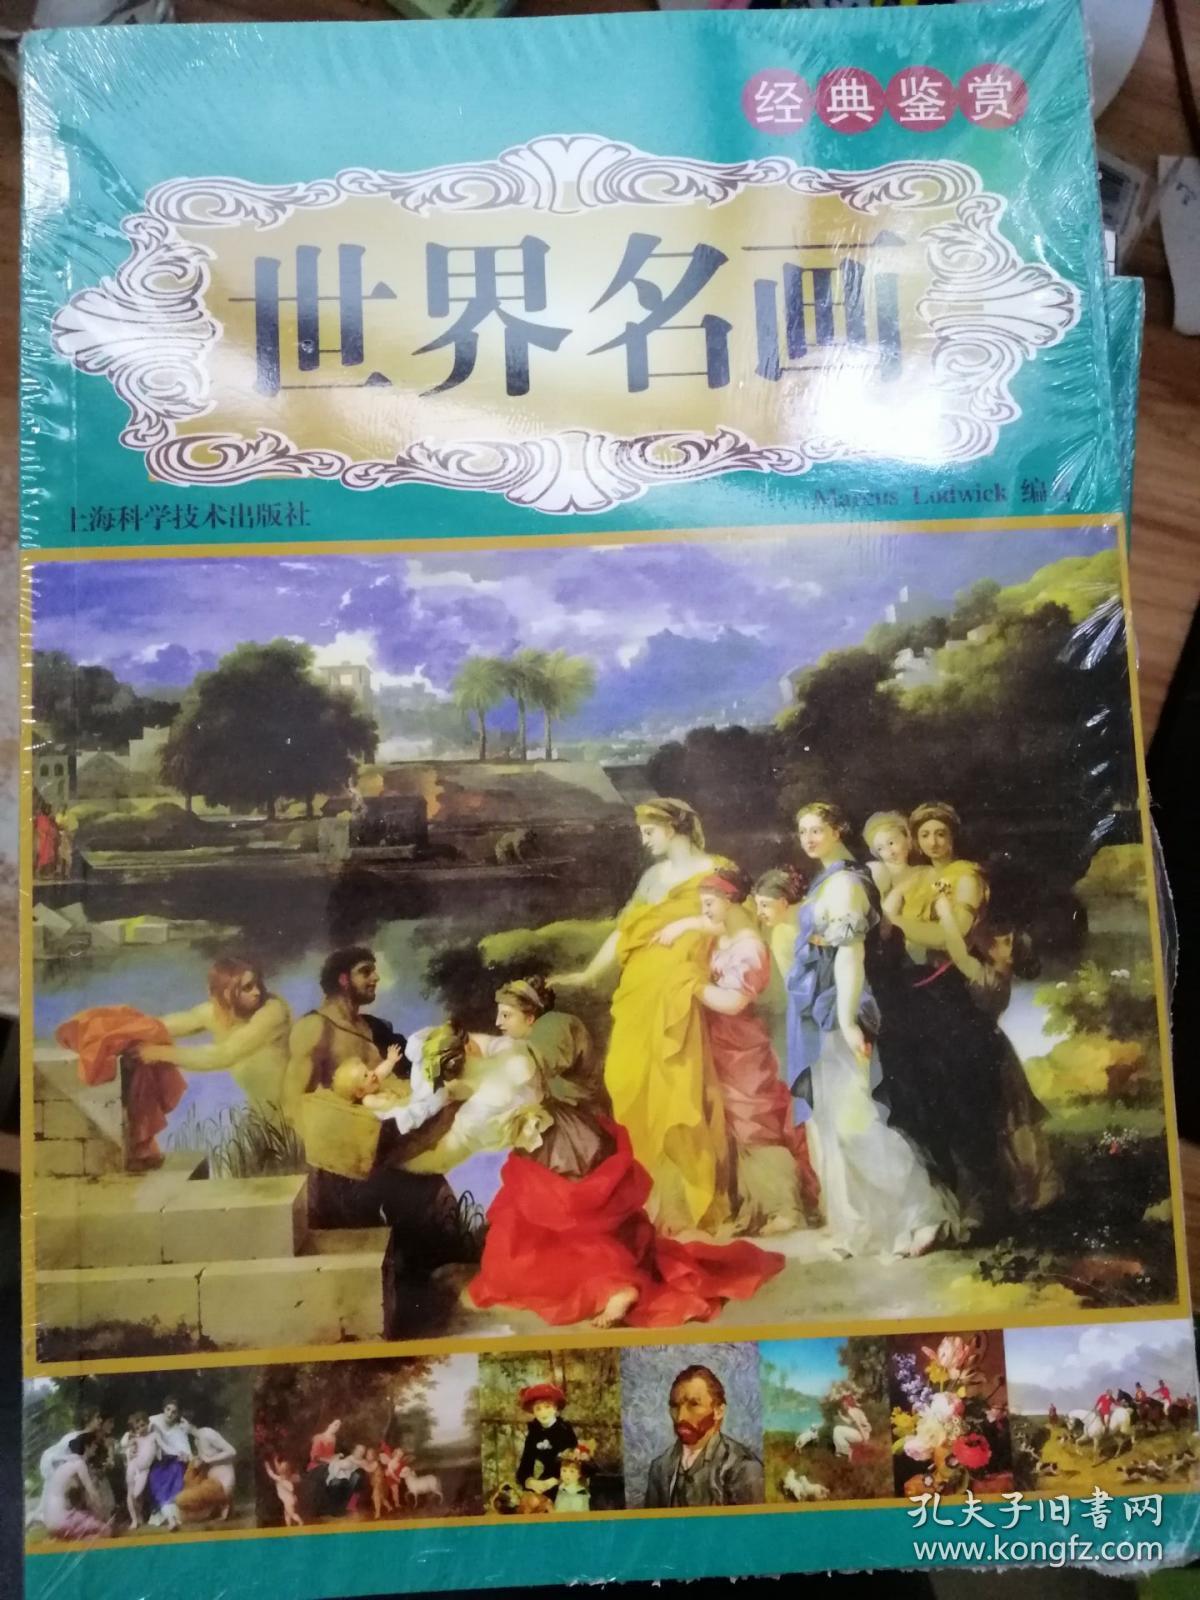 经典鉴赏
世界名画
Marcus Lodwick 编著
上海科学技术出版社
孔夫子旧书网
www.kongfz.com